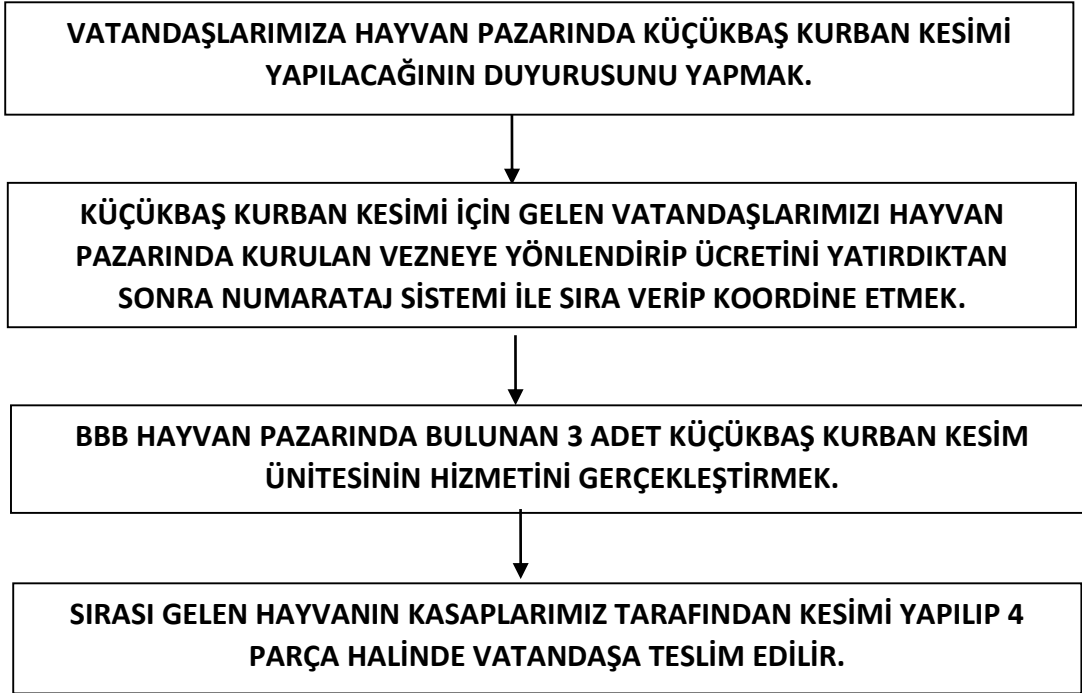 VATANDAŞLARIMIZA HAYVAN PAZARINDA KÜÇÜKBAŞ KURBAN KESİMİ
YAPILACAĞININ DUYURUSUNU YAPMAK.
KÜÇÜKBAŞ KURBAN KESİMİ İÇİN GELEN VATANDAŞLARIMIZI HAYVAN
PAZARINDA KURULAN VEZNEYE YÖNLENDİRİP ÜCRETİNİ YATIRDIKTAN
SONRA NUMARATAJ SİSTEMİ İLE SIRA VERİP KOORDİNE ETMEK.
BBB HAYVAN PAZARINDA BULUNAN 3 ADET KÜÇÜKBAŞ KURBAN KESİM
ÜNİTESİNİN HİZMETİNİ GERÇEKLEŞTİRMEK.
SIRASI GELEN HAYVANIN KASAPLARIMIZ TARAFINDAN KESİMİ YAPILIP 4
PARÇA HALİNDE VATANDAŞA TESLİM EDİLİR.